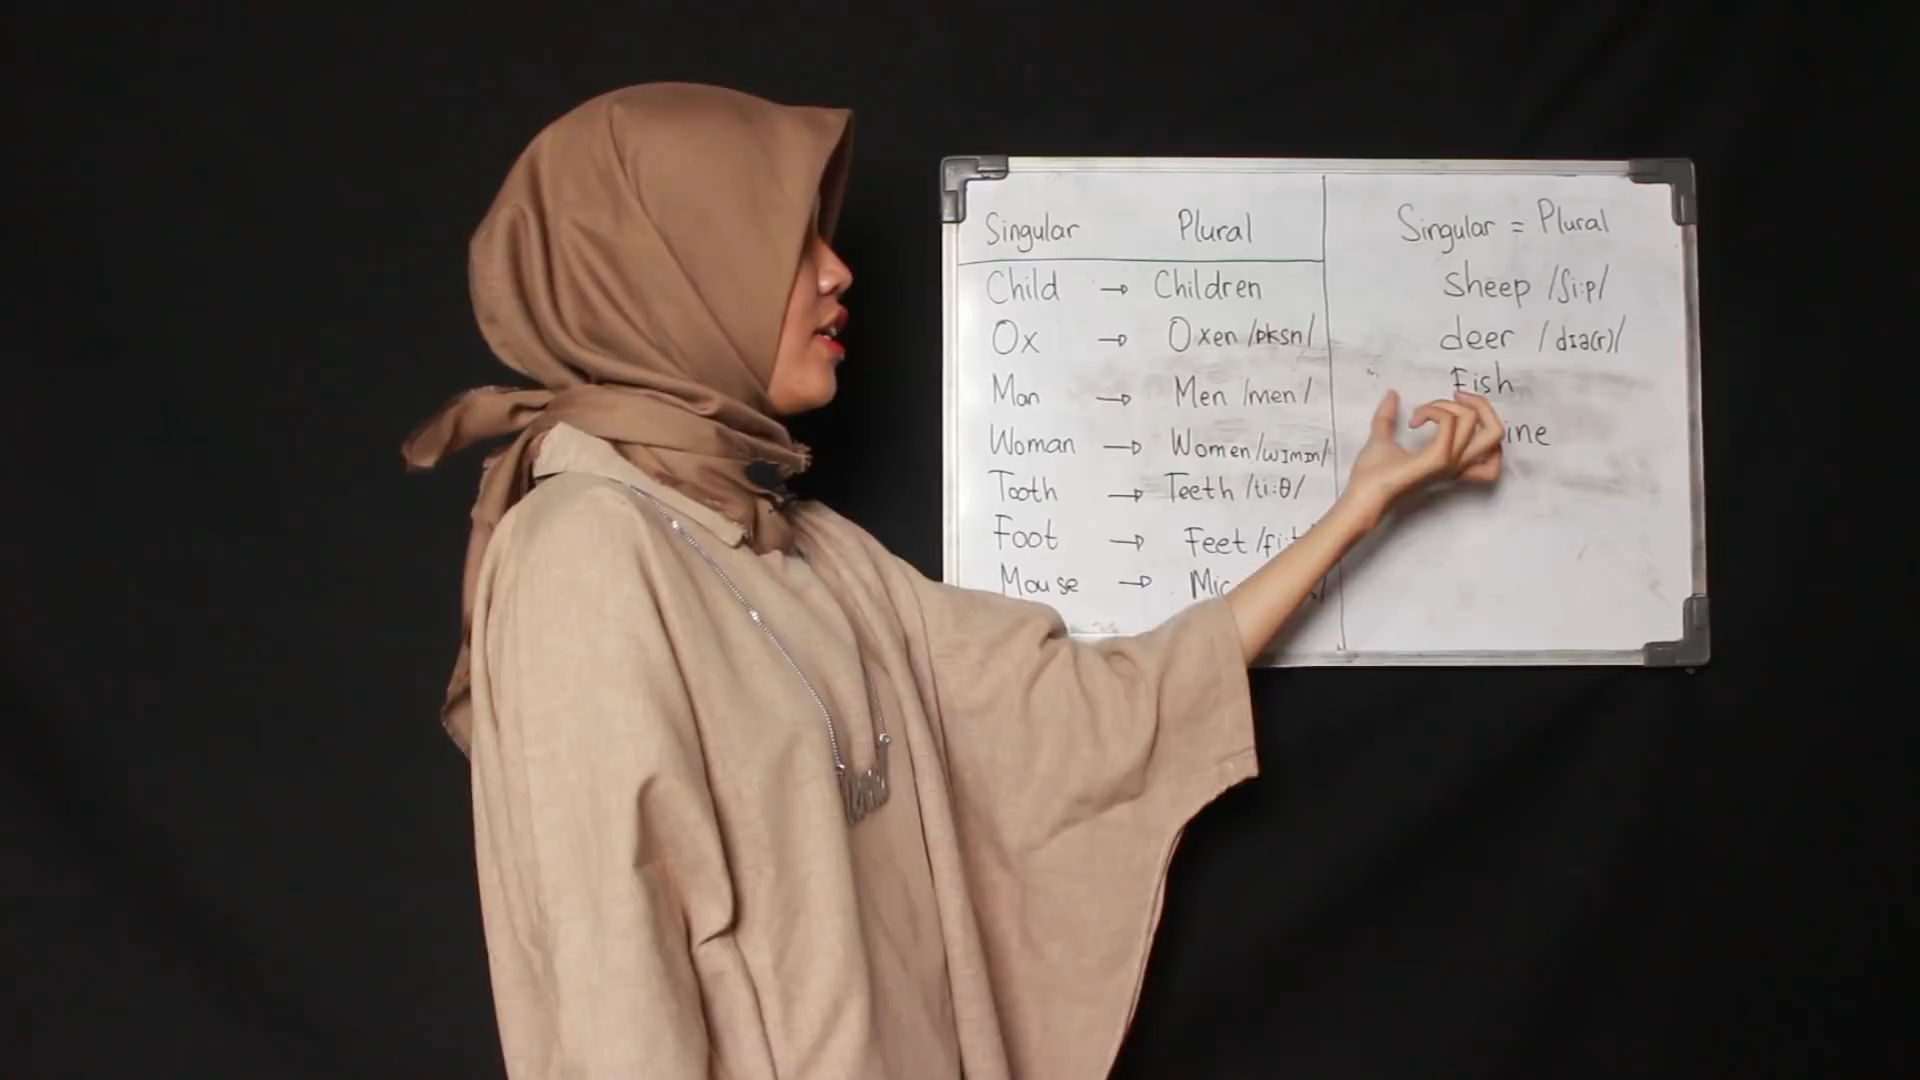 Singular Plural
Child → Children
Ox → Oxen /ɒksn/
Man → Men /men/
Woman → Women /wɪmɪn/
Tooth → Teeth /ti:θ/
Foot → Feet
Mouse →
Singular = Plural
Sheep /ʃi:p/
deer /dɪə(r)/
Fish